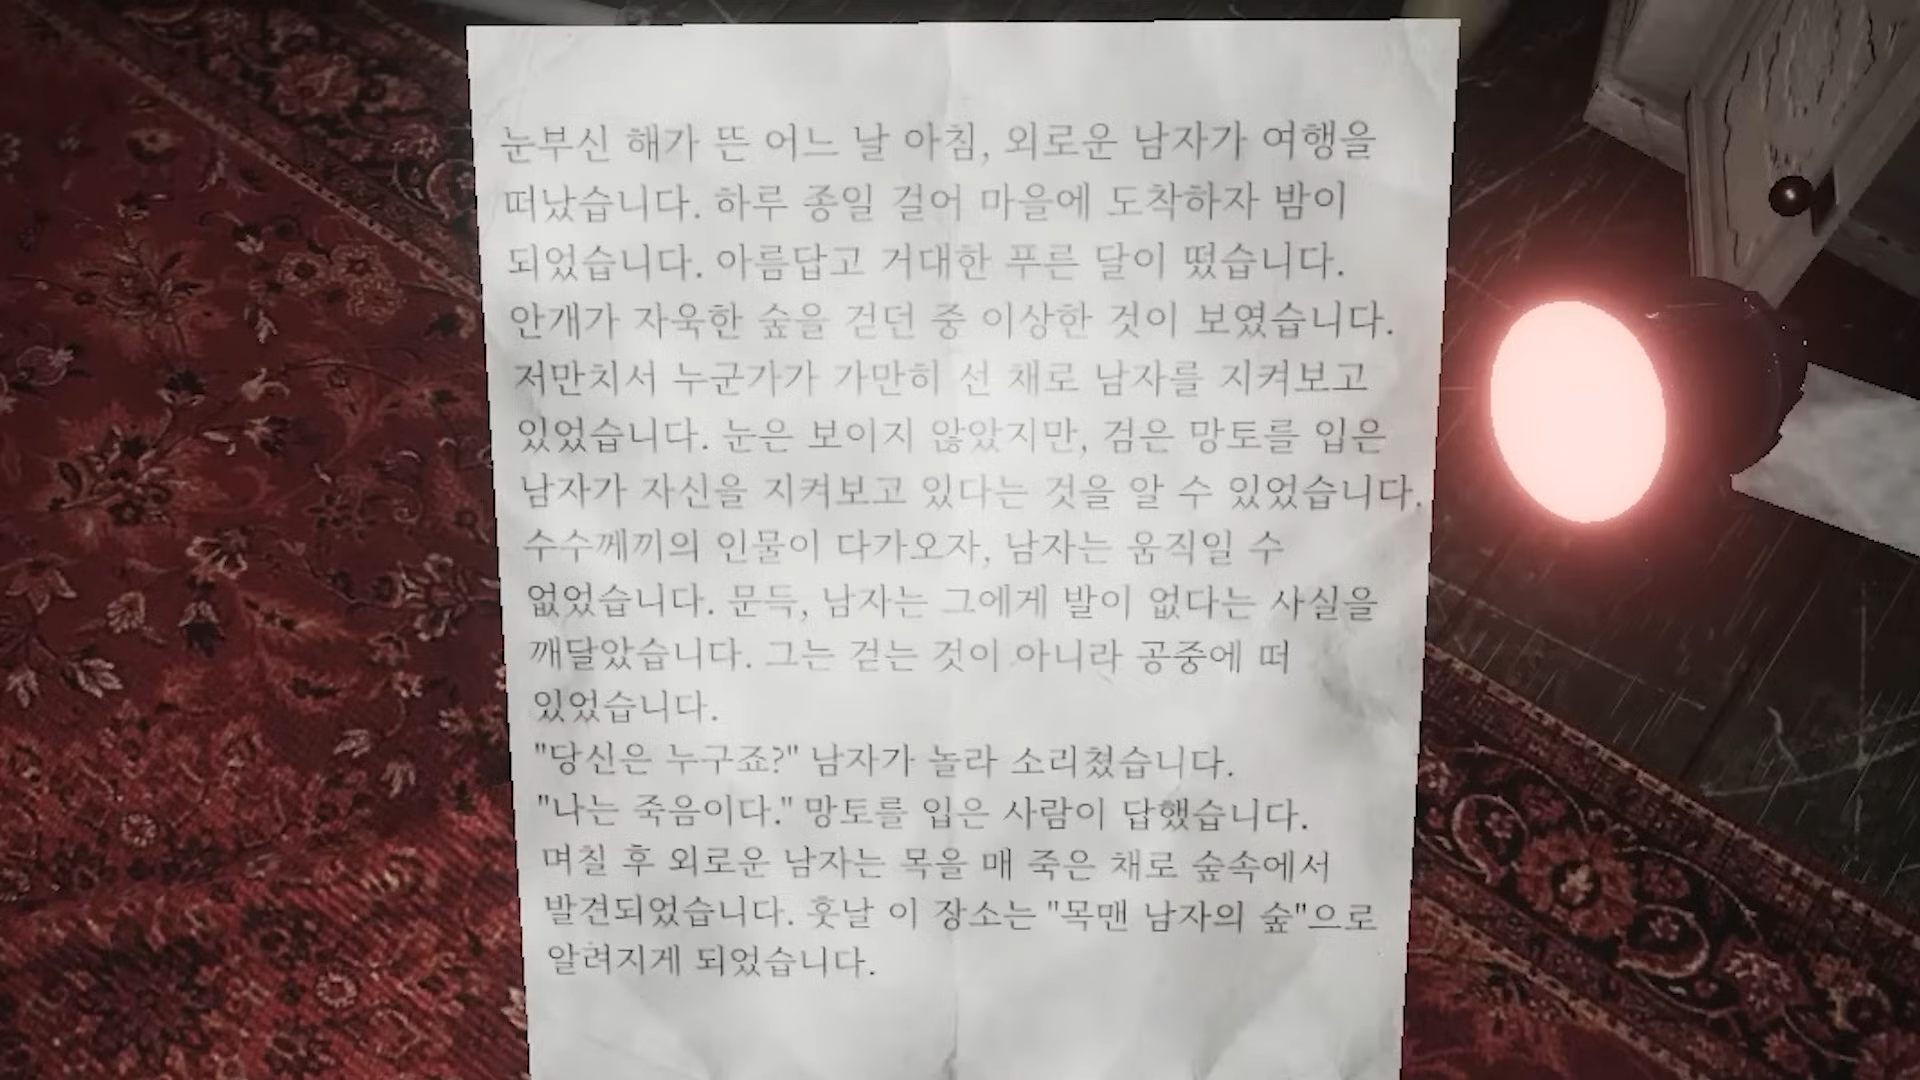 눈부신 해가 뜬 어느 날 아침, 외로운 남자가 여행을
떠났습니다. 하루 종일 걸어 마을에 도착하자 밤이
되었습니다. 아름답고 거대한 푸른 달이 떴습니다.
안개가 자욱한 숲을 걷던 중 이상한 것이 보였습니다.
저만치서 누군가가 가만히 선 채로 남자를 지켜보고
있었습니다. 눈은 보이지 않았지만, 검은 망토를 입은
남자가 자신을 지켜보고 있다는 것을 알 수 있었습니다.
수수께끼의 인물이 다가오자, 남자는 움직일 수
없었습니다. 문득, 남자는 그에게 발이 없다는 사실을
깨달았습니다. 그는 걷는 것이 아니라 공중에 떠
있었습니다.
"당신은 누구죠?" 남자가 놀라 소리쳤습니다.
"나는 죽음이다." 망토를 입은 사람이 답했습니다.
며칠 후 외로운 남자는 목을 매 죽은 채로 숲속에서
발견되었습니다. 훗날 이 장소는 "목맨 남자의 숲"으로
알려지게 되었습니다.